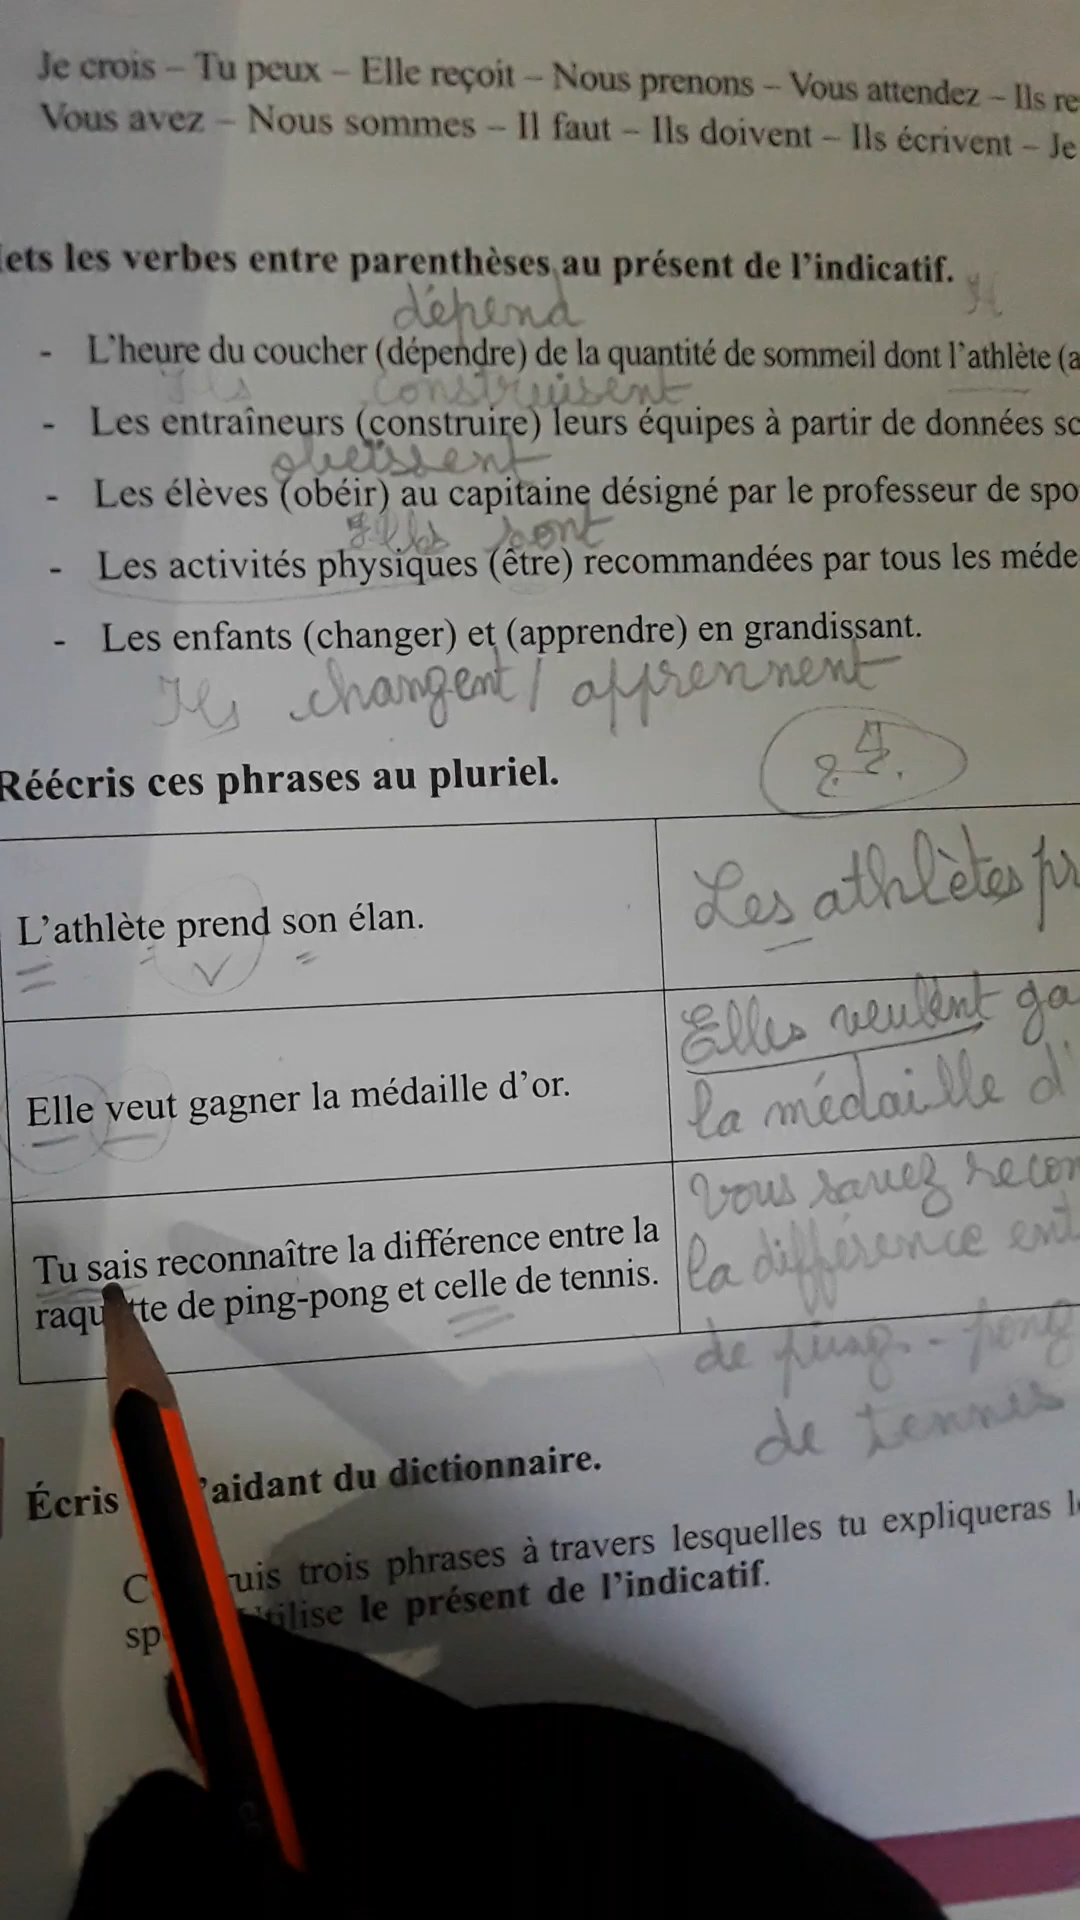 Je crois – Tu peux – Elle reçoit – Nous prenons – Vous attendez – Ils re
Vous avez – Nous sommes – Il faut – Ils doivent – Ils écrivent – Je
ets les verbes entre parenthèses au présent de l'indicatif.
dépend
- L'heure du coucher (dépendre) de la quantité de sommeil dont l'athlète (a
Ils construisent
- Les entraîneurs (construire) leurs équipes à partir de données sc
obeissent
- Les élèves (obéir) au capitaine désigné par le professeur de spo
Elles sont
- Les activités physiques (être) recommandées par tous les méde
- Les enfants (changer) et (apprendre) en grandissant.
Ils changent / apprennent
Réécris ces phrases au pluriel.
L'athlète prend son élan.
Les athlètes pr
Elle veut gagner la médaille d'or.
Elles veulent ga
la médaille d'
Tu sais reconnaître la différence entre la
raqu te de ping-pong et celle de tennis.
Vous savez recon
la différence ent
de ping-pong
de tennis
Écris 'aidant du dictionnaire.
C uis trois phrases à travers lesquelles tu expliqueras l
sp tilise le présent de l'indicatif.